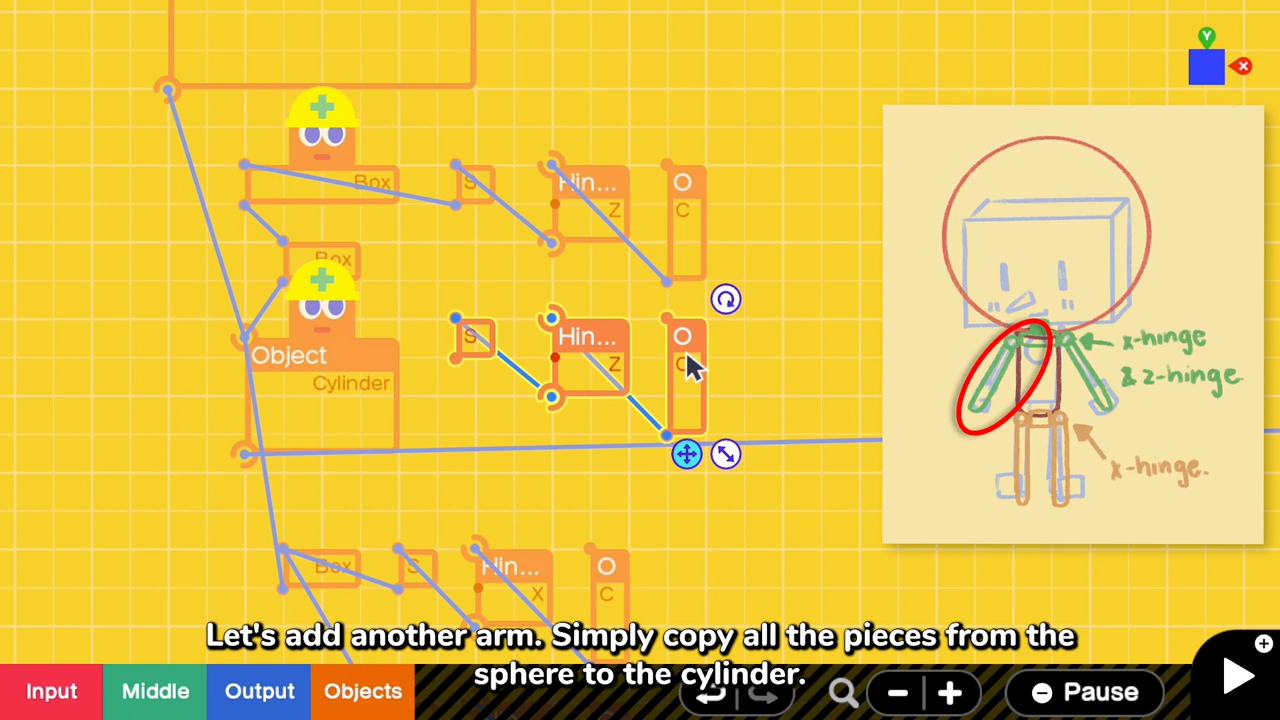 Y
X
Box
S
Hin...
O
Z
C
Box
Object
Cylinder
S
Hin...
O
Z
C
x-hinge
& z-hinge.
x-hinge.
Box
S
Hin...
O
X
C
Let's add another arm. Simply copy all the pieces from the
sphere to the cylinder.
Input
Middle
Output
Objects
Pause